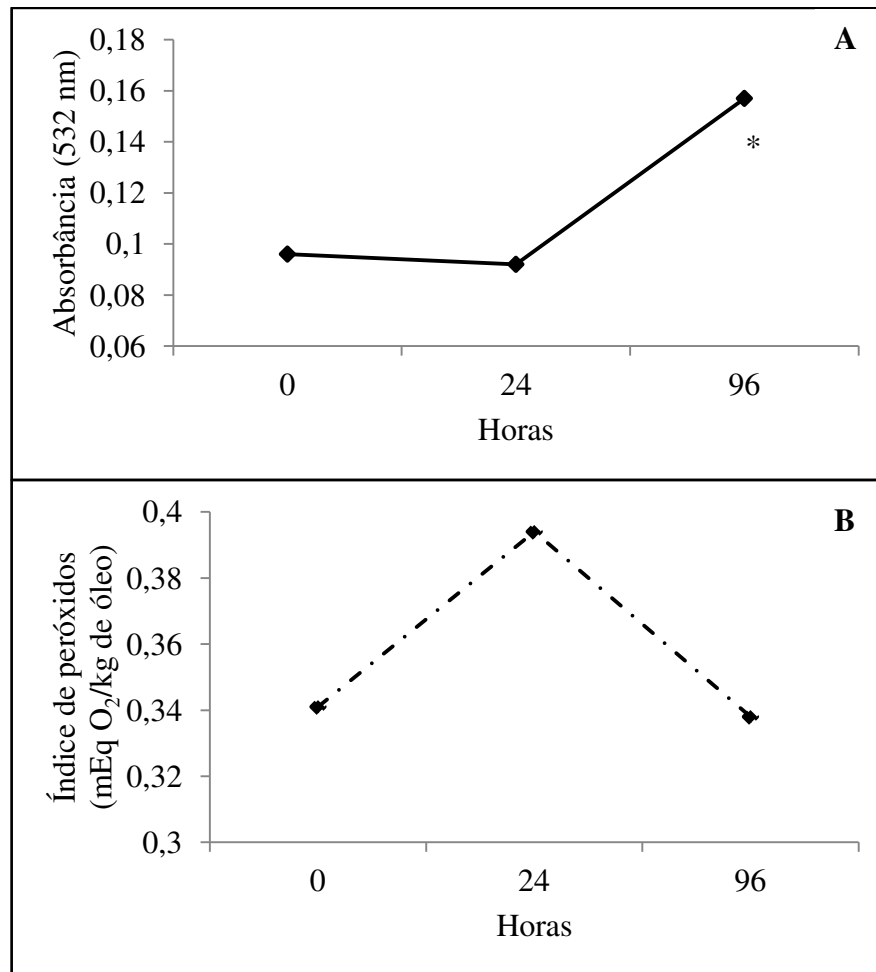 A
0,18
0,16
0,14
0,12
0,1
0,08
0,06
Absorbância (532 nm)
*
0 24 96
Horas
B
0,4
0,38
0,36
0,34
0,32
0,3
Índice de peróxidos
(mEq O₂/kg de óleo)
0 24 96
Horas